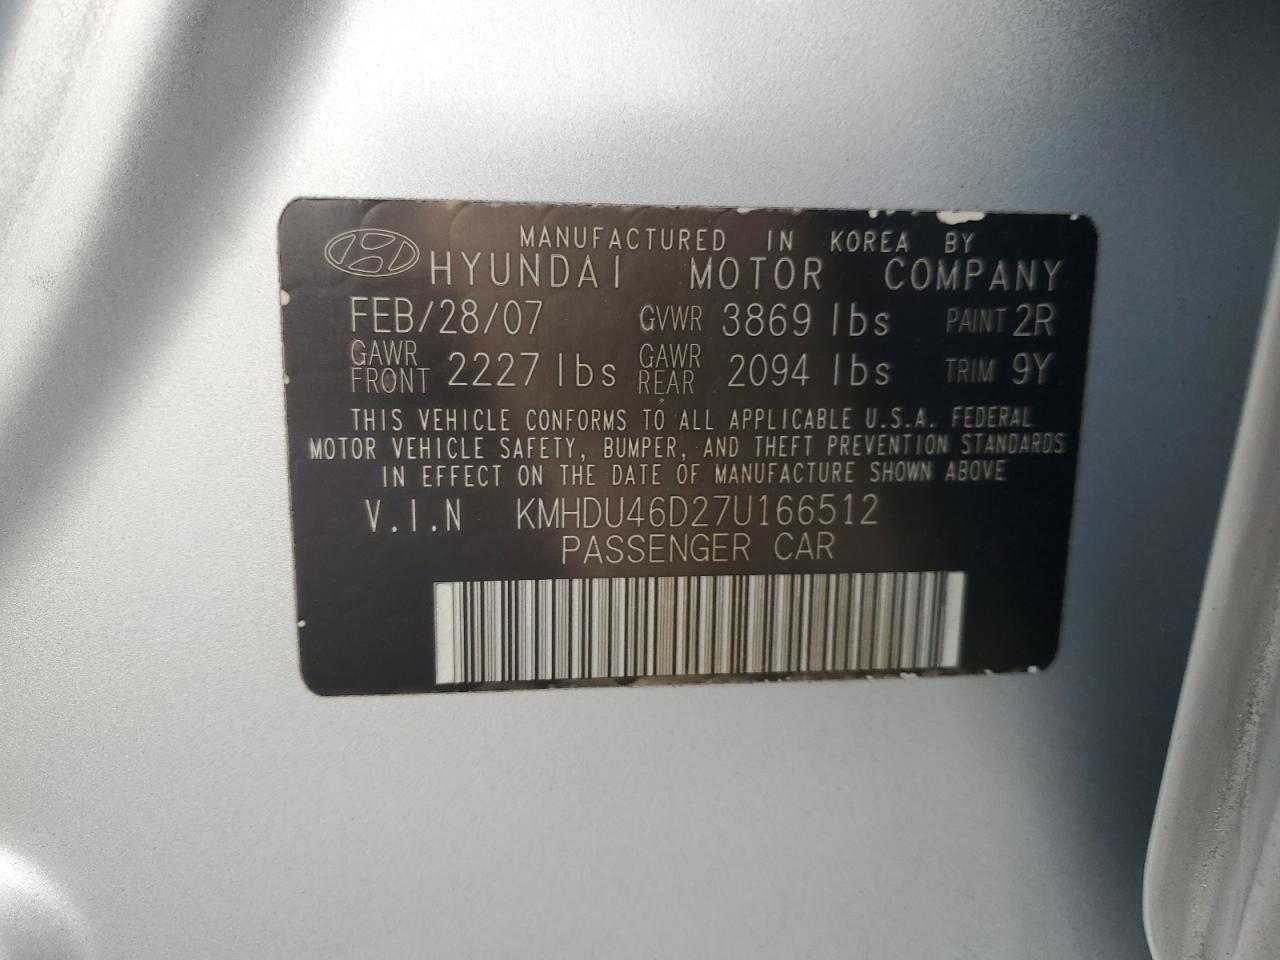 MANUFACTURED IN KOREA BY
HYUNDAI MOTOR COMPANY
FEB/28/07 GVWR 3869 lbs PAINT 2R
GAWR FRONT 2227 lbs GAWR REAR 2094 lbs TRIM 9Y
THIS VEHICLE CONFORMS TO ALL APPLICABLE U.S.A. FEDERAL
MOTOR VEHICLE SAFETY, BUMPER, AND THEFT PREVENTION STANDARDS
IN EFFECT ON THE DATE OF MANUFACTURE SHOWN ABOVE
V.I.N KMHDU46D27U166512
PASSENGER CAR